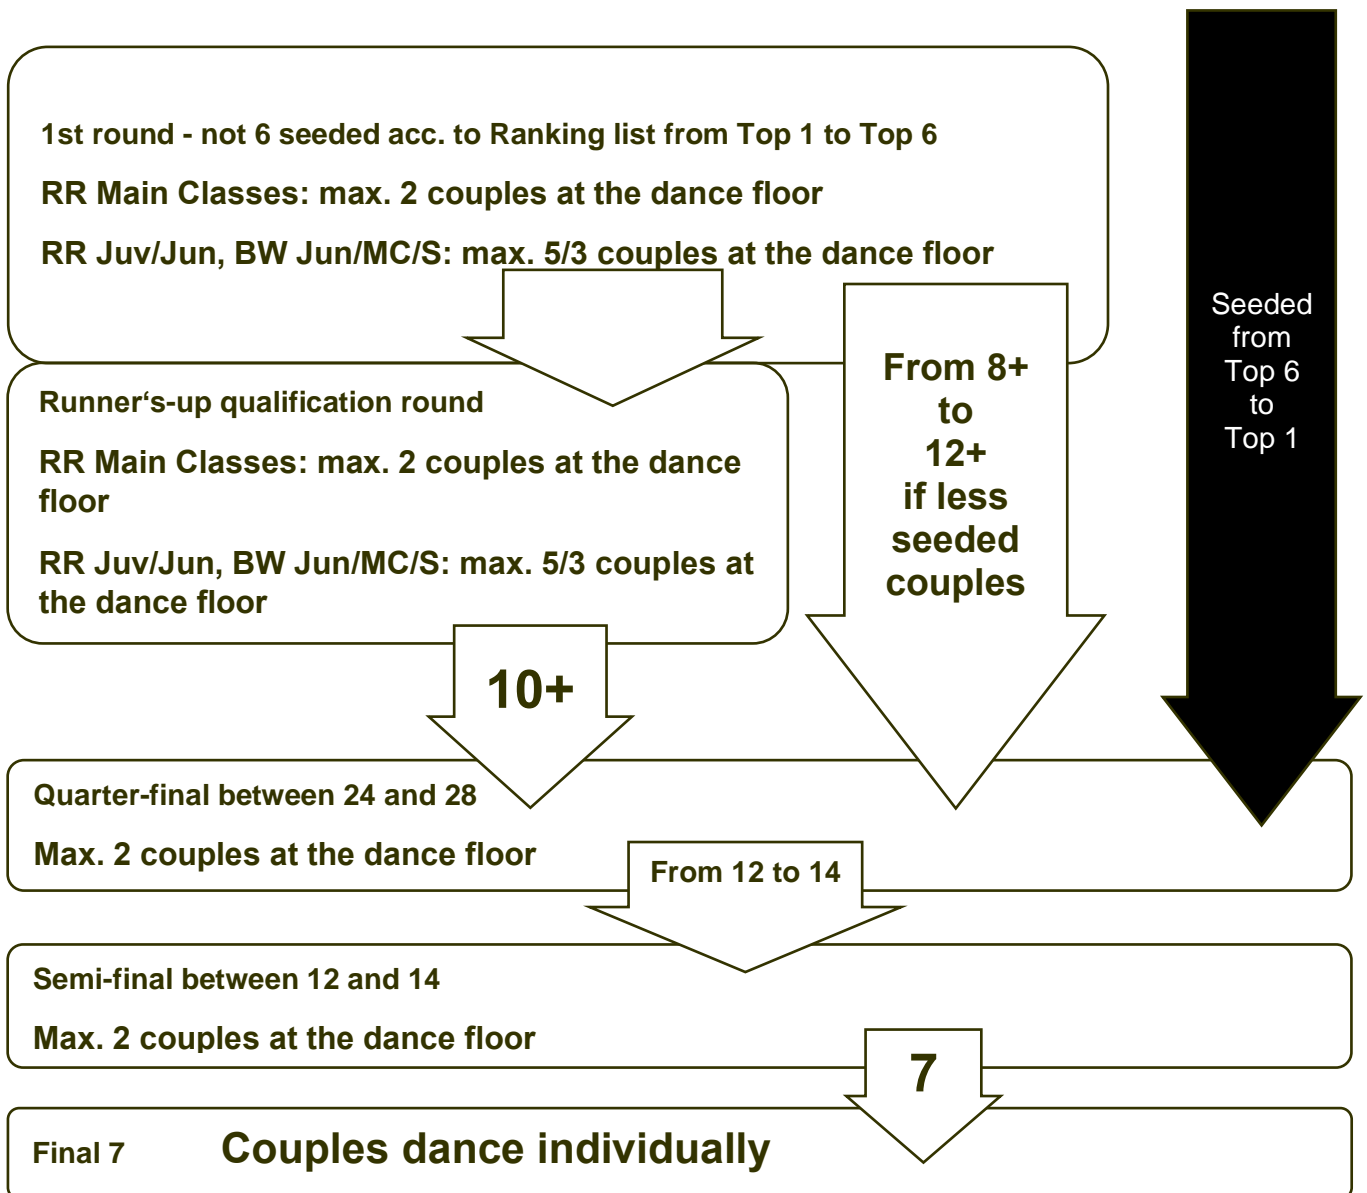 1st round - not 6 seeded acc. to Ranking list from Top 1 to Top 6
RR Main Classes: max. 2 couples at the dance floor
RR Juv/Jun, BW Jun/MC/S: max. 5/3 couples at the dance floor
Seeded
from
Top 6
to
Top 1
From 8+
to
12+
if less
seeded
couples
Runner‘s-up qualification round
RR Main Classes: max. 2 couples at the dance
floor
RR Juv/Jun, BW Jun/MC/S: max. 5/3 couples at
the dance floor
10+
Quarter-final between 24 and 28
Max. 2 couples at the dance floor
From 12 to 14
Semi-final between 12 and 14
Max. 2 couples at the dance floor
7
Final 7 Couples dance individually